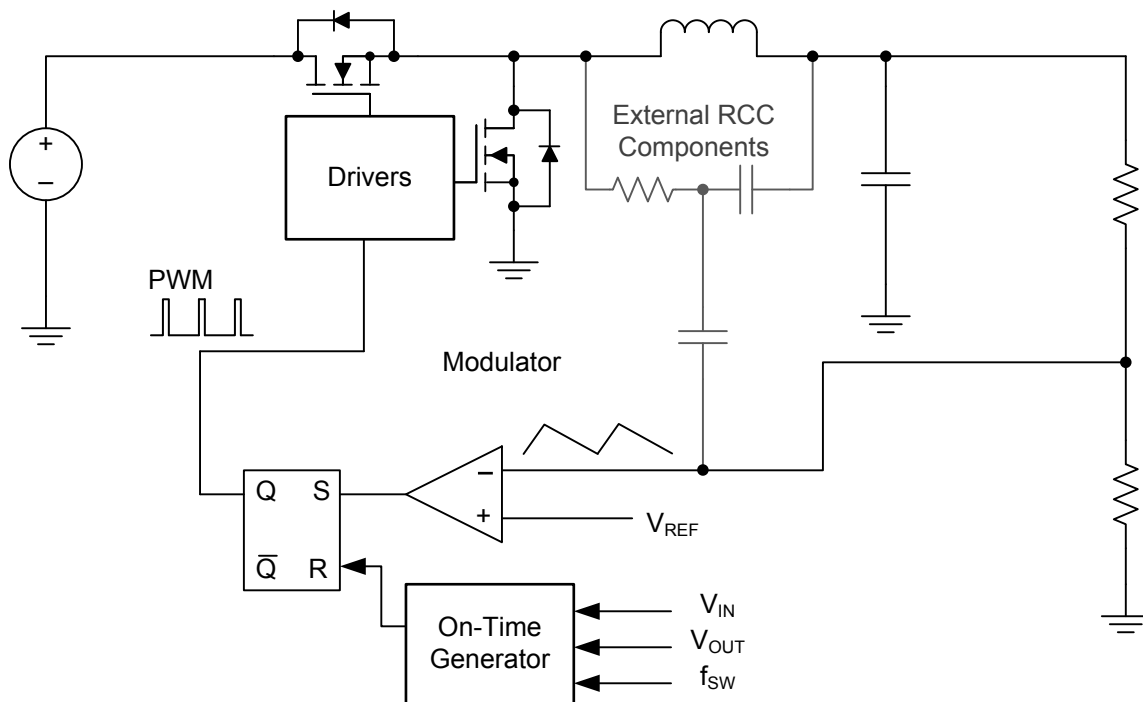 External RCC
Components
+
−
Drivers
PWM
Modulator
Q S
−
+
V_REF
Q̅ R
On-Time
Generator
V_IN
V_OUT
f_SW